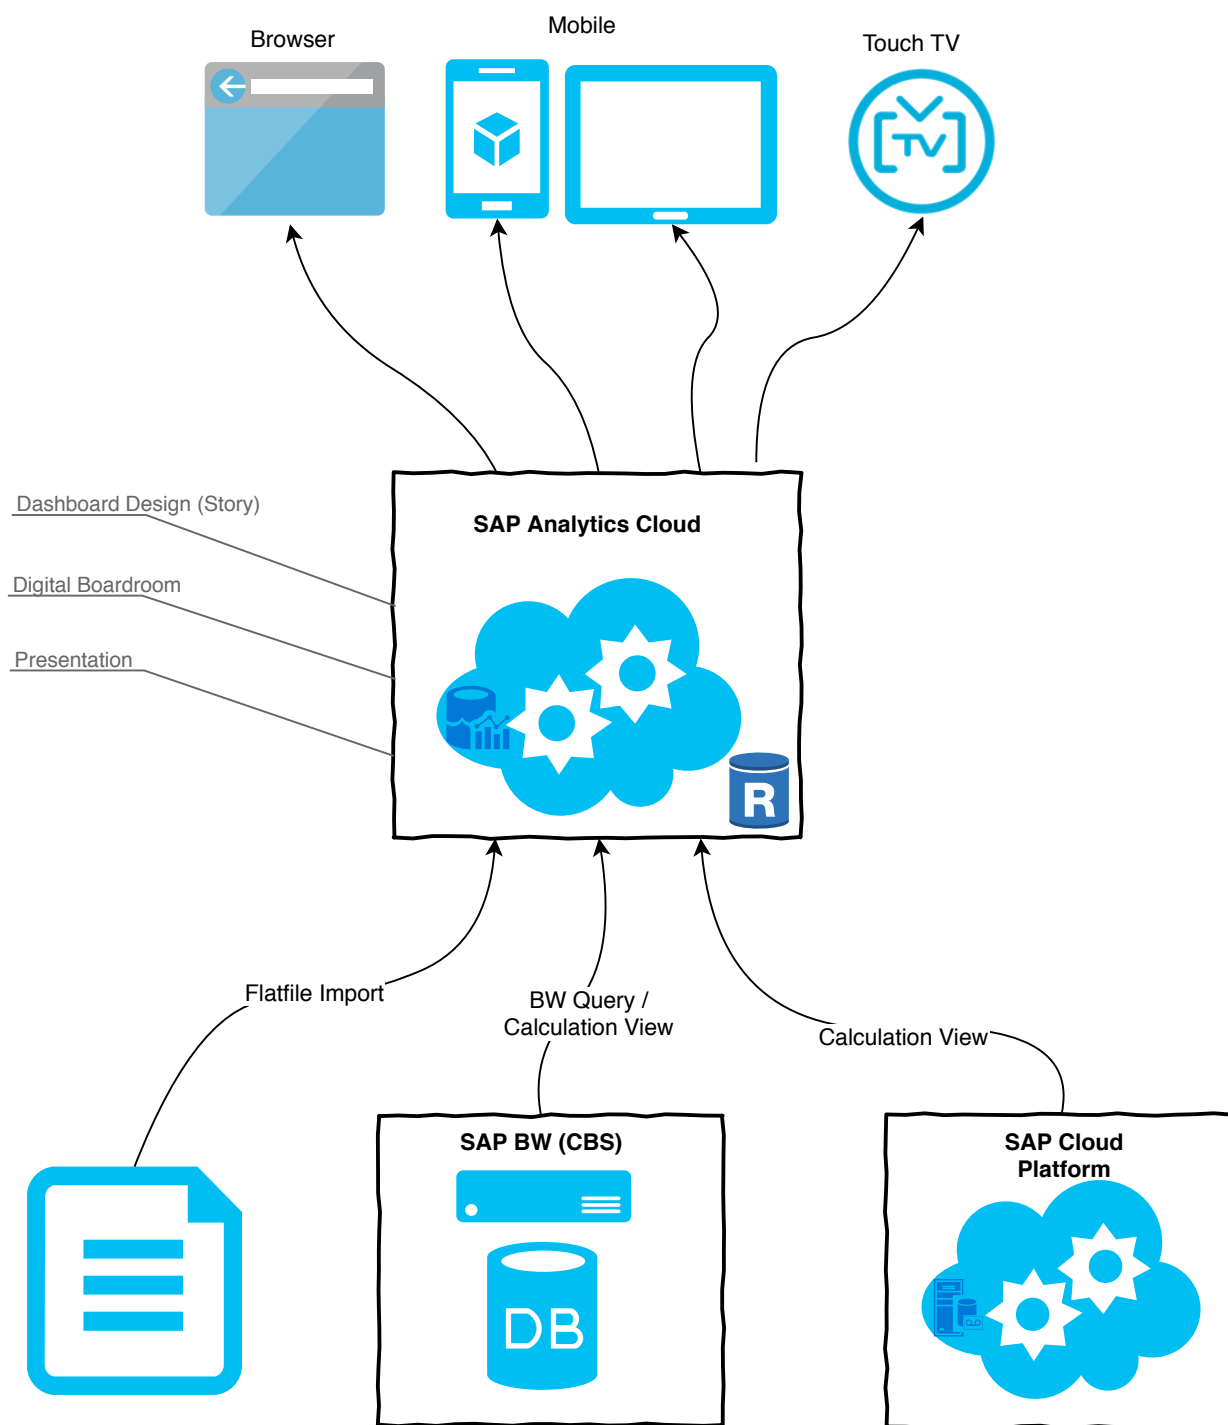 Browser
Mobile
Touch TV
TV
Dashboard Design (Story)
SAP Analytics Cloud
Digital Boardroom
Presentation
R
Flatfile Import
BW Query /
Calculation View
Calculation View
SAP BW (CBS)
SAP Cloud
Platform
DB